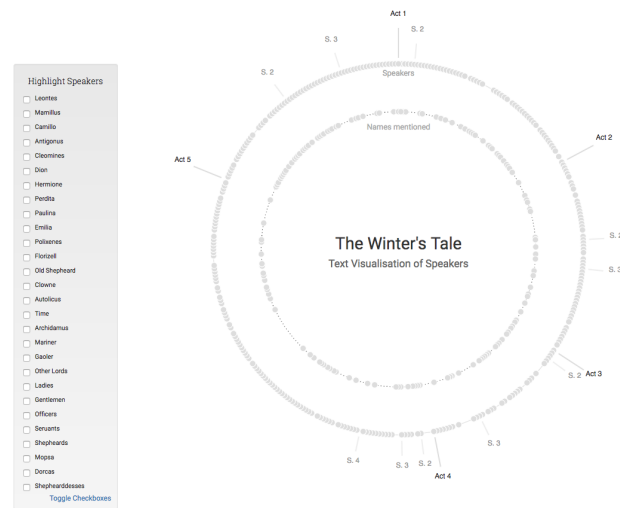 Highlight Speakers
Leontes
Mamillus
Camillo
Antigonus
Cleomines
Dion
Hermione
Perdita
Paulina
Emilia
Polixenes
Florizell
Old Shepheard
Clowne
Autolicus
Time
Archidamus
Mariner
Gaoler
Other Lords
Ladies
Gentlemen
Officers
Seruants
Shepheards
Mopsa
Dorcas
Shephearddesses
Toggle Checkboxes
Act 1
S. 2
S. 3
S. 2
Speakers
Names mentioned
Act 2
Act 5
The Winter's Tale
Text Visualisation of Speakers
S. 2
S. 3
Act 3
S. 2
S. 3
S. 4
S. 3
S. 2
Act 4